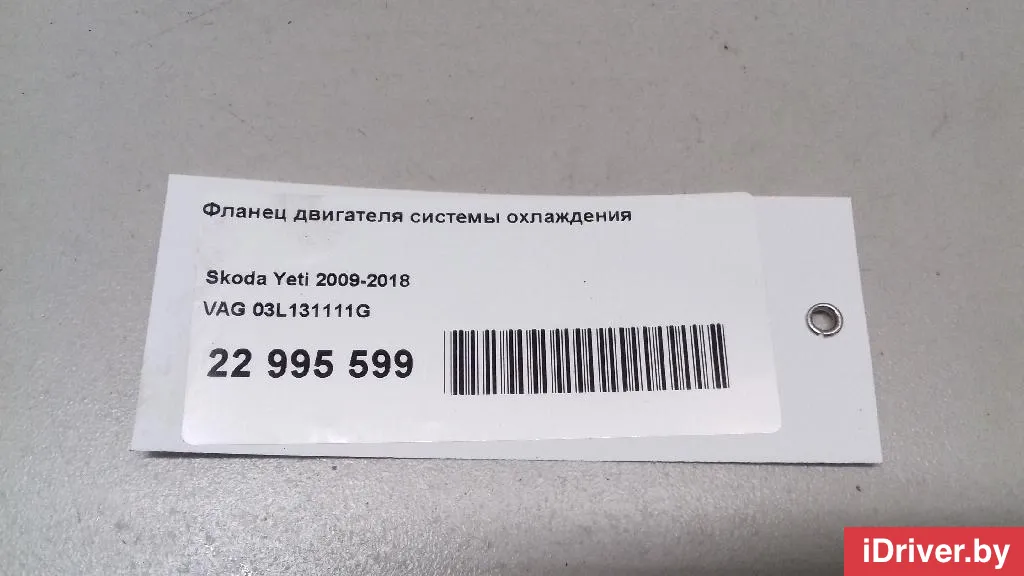 Фланец двигателя системы охлаждения
Skoda Yeti 2009-2018
VAG 03L131111G
22 995 599
iDriver.by